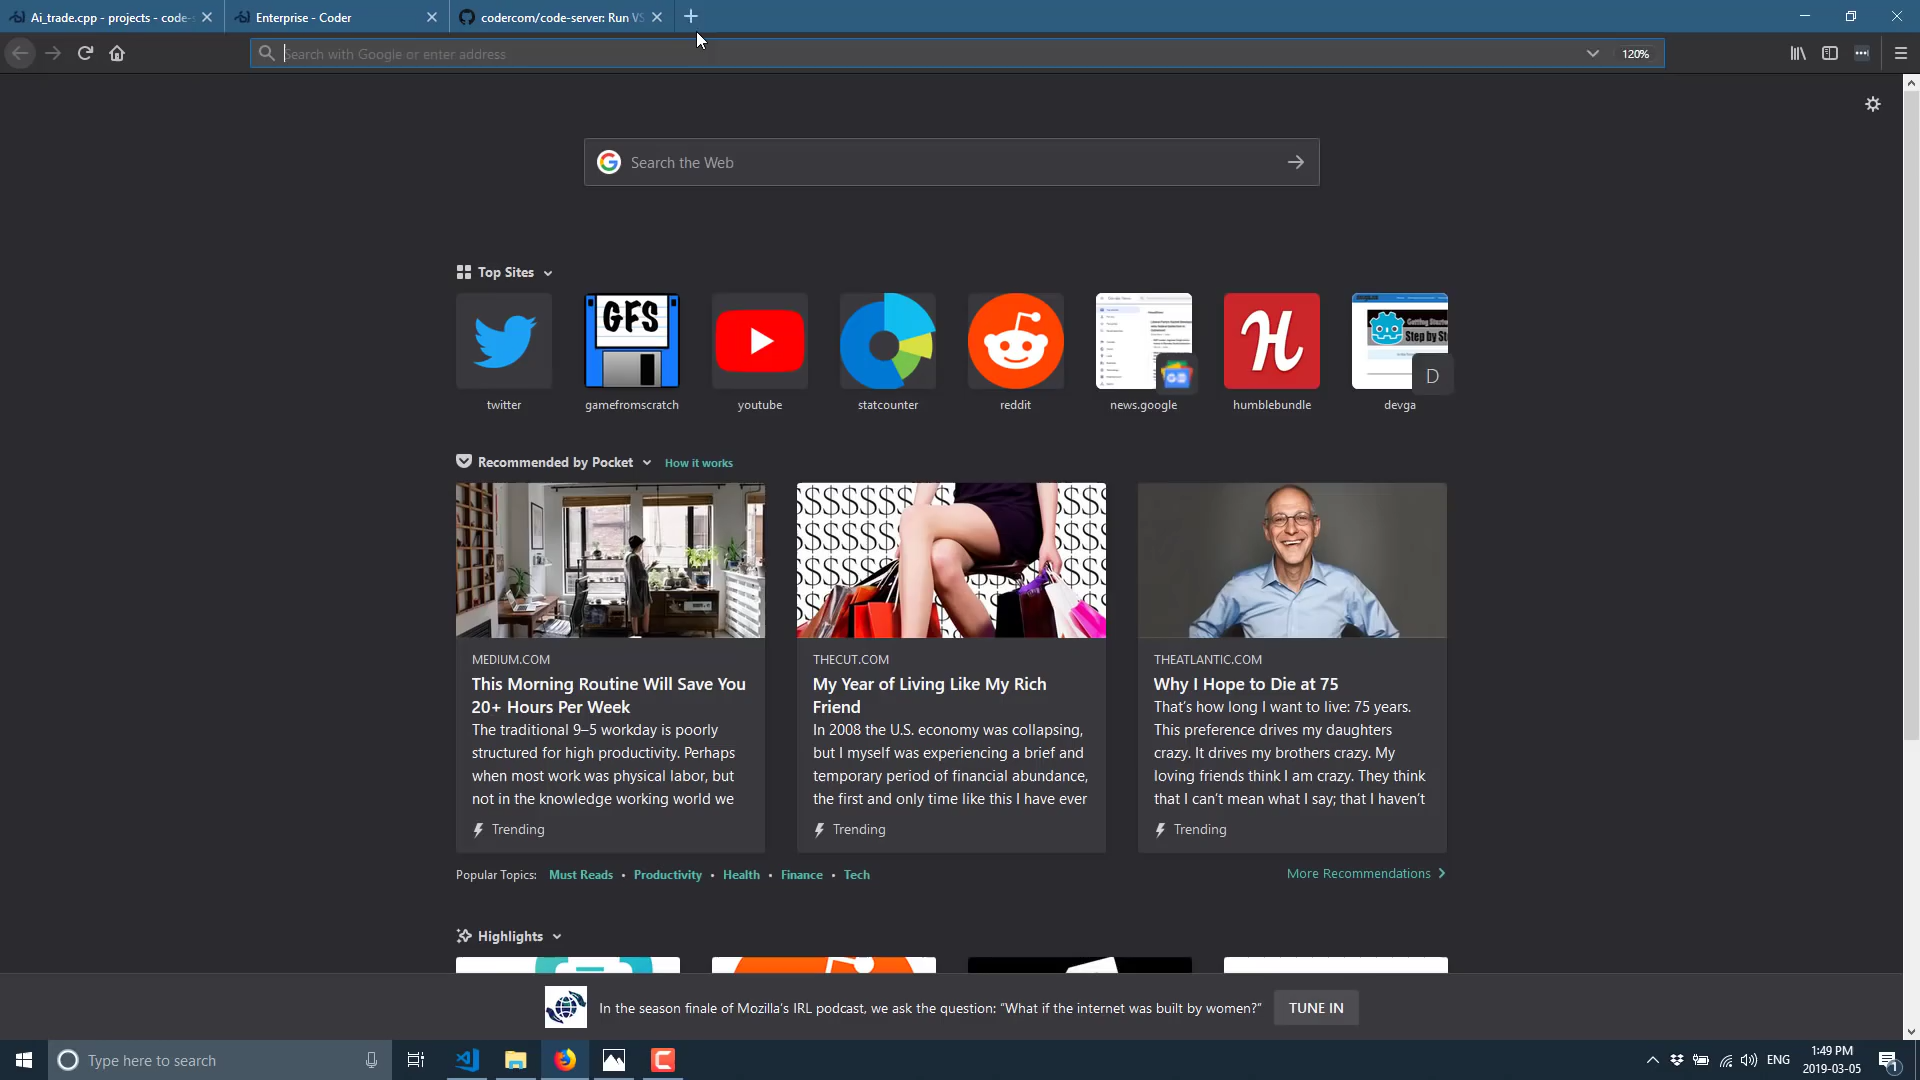 Ai_trade.cpp - projects - code-s
Enterprise - Coder
codercom/code-server: Run VS
Search with Google or enter address
120%
Search the Web
Top Sites
GFS
Getting Started
Step by St
H
D
twitter
gamefromscratch
youtube
statcounter
reddit
news.google
humblebundle
devga
Recommended by Pocket
How it works
MEDIUM.COM
This Morning Routine Will Save You
20+ Hours Per Week
The traditional 9–5 workday is poorly
structured for high productivity. Perhaps
when most work was physical labor, but
not in the knowledge working world we
Trending
THECUT.COM
My Year of Living Like My Rich
Friend
In 2008 the U.S. economy was collapsing,
but I myself was experiencing a brief and
temporary period of financial abundance,
the first and only time like this I have ever
Trending
THEATLANTIC.COM
Why I Hope to Die at 75
That's how long I want to live: 75 years.
This preference drives my daughters
crazy. It drives my brothers crazy. My
loving friends think I am crazy. They think
that I can't mean what I say; that I haven't
Trending
Popular Topics: Must Reads • Productivity • Health • Finance • Tech
More Recommendations
Highlights
In the season finale of Mozilla's IRL podcast, we ask the question: "What if the internet was built by women?"
TUNE IN
Type here to search
ENG
1:49 PM
2019-03-05
1